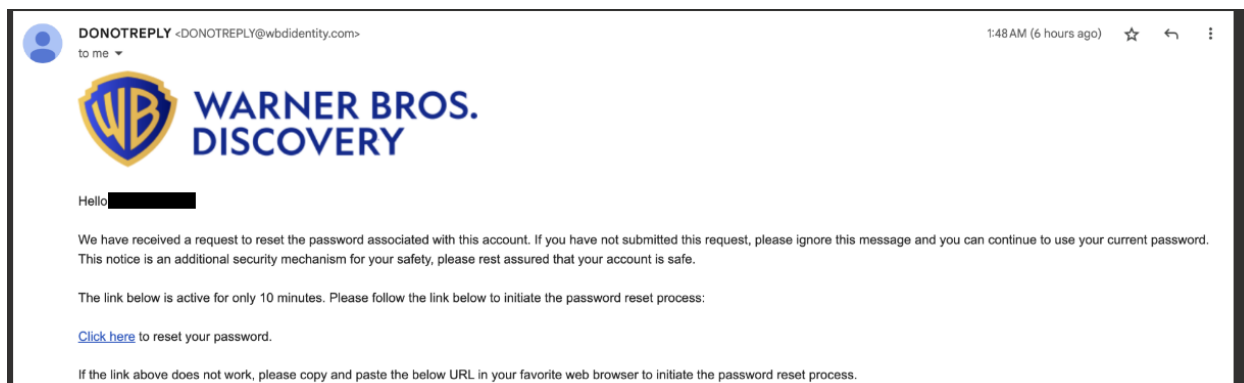 DONOTREPLY <DONOTREPLY@wbdidentity.com>
1:48 AM (6 hours ago)
to me
WB
WARNER BROS.
DISCOVERY
Hello
We have received a request to reset the password associated with this account. If you have not submitted this request, please ignore this message and you can continue to use your current password.
This notice is an additional security mechanism for your safety, please rest assured that your account is safe.
The link below is active for only 10 minutes. Please follow the link below to initiate the password reset process:
Click here to reset your password.
If the link above does not work, please copy and paste the below URL in your favorite web browser to initiate the password reset process.